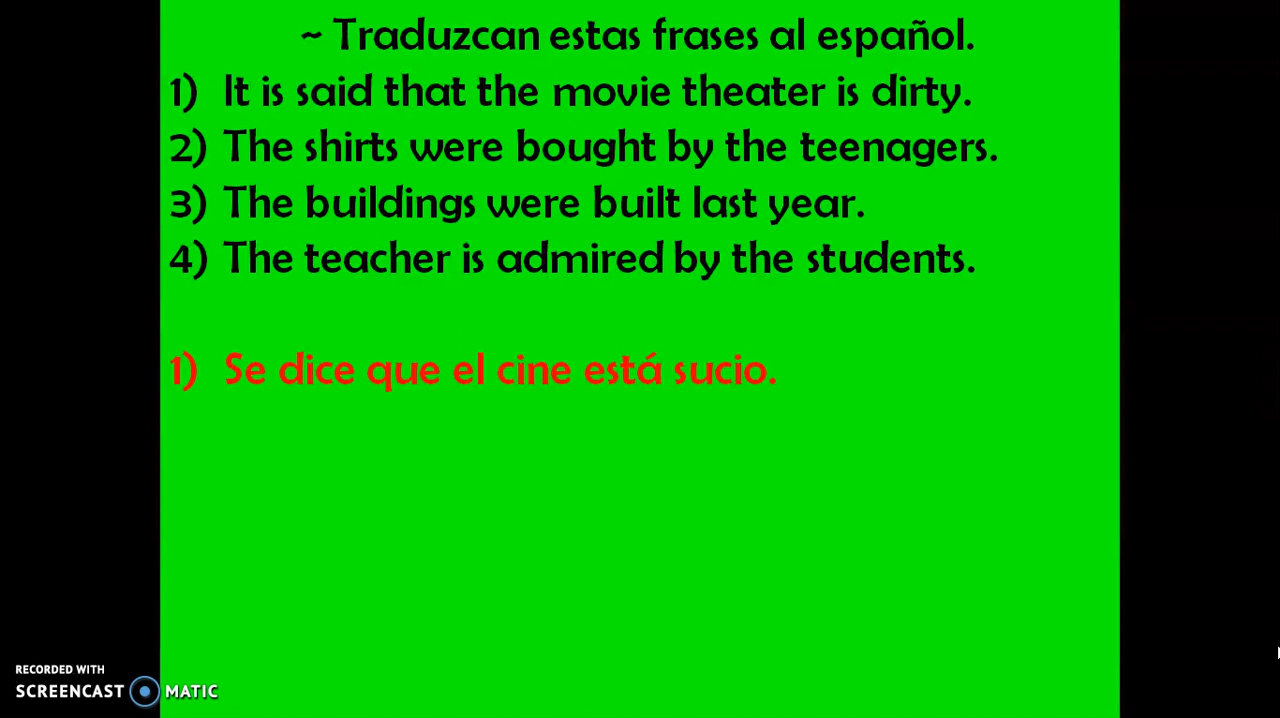 ~ Traduzcan estas frases al español.
1) It is said that the movie theater is dirty.
2) The shirts were bought by the teenagers.
3) The buildings were built last year.
4) The teacher is admired by the students.
1) Se dice que el cine está sucio.
RECORDED WITH
SCREENCAST MATIC